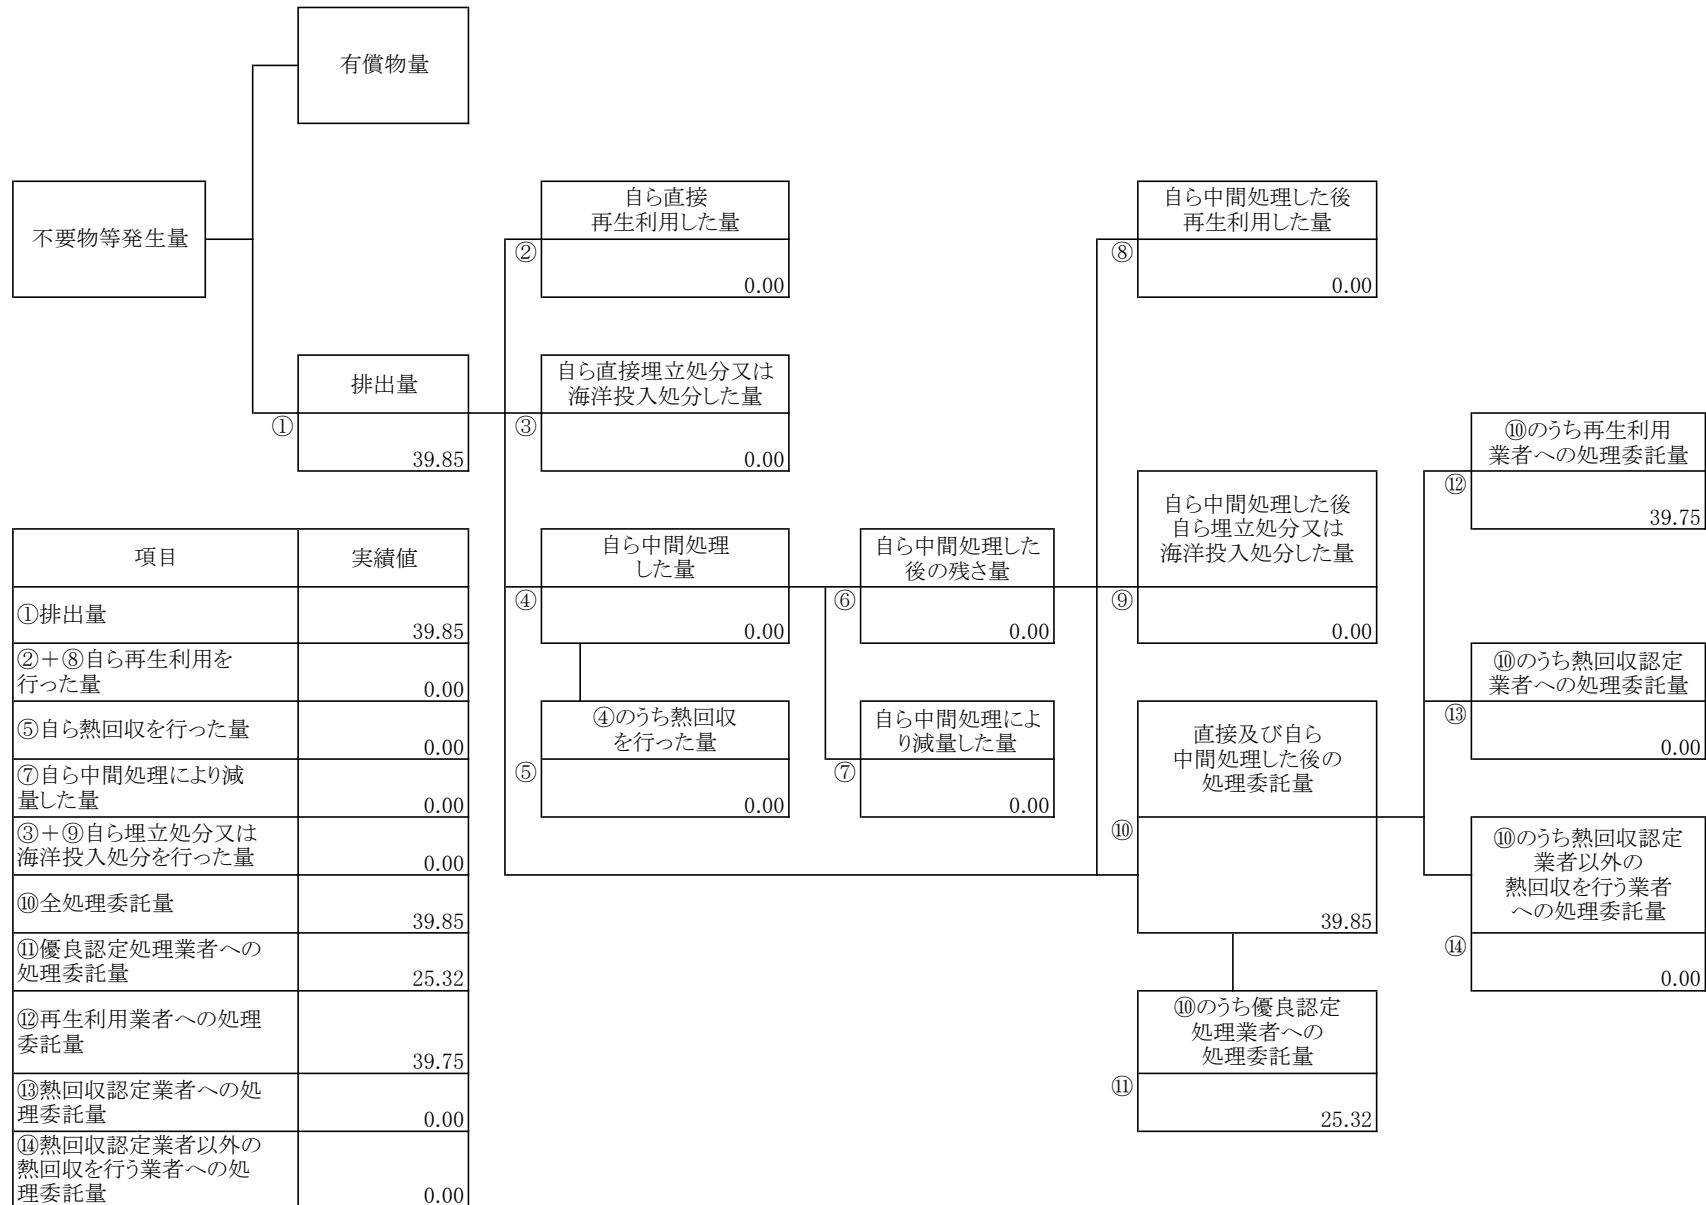 有償物量
不要物等発生量
排出量
①
39.85
自ら直接
再生利用した量
②
0.00
自ら直接埋立処分又は
海洋投入処分した量
③
0.00
自ら中間処理
した量
④
0.00
④のうち熱回収
を行った量
⑤
0.00
自ら中間処理した
後の残さ量
⑥
0.00
自ら中間処理によ
り減量した量
⑦
0.00
自ら中間処理した後
再生利用した量
⑧
0.00
自ら中間処理した後
自ら埋立処分又は
海洋投入処分した量
⑨
0.00
直接及び自ら
中間処理した後の
処理委託量
⑩
39.85
⑩のうち優良認定
処理業者への
処理委託量
⑪
25.32
⑩のうち再生利用
業者への処理委託量
⑫
39.75
⑩のうち熱回収認定
業者への処理委託量
⑬
0.00
⑩のうち熱回収認定
業者以外の
熱回収を行う業者
への処理委託量
⑭
0.00
項目 実績値
①排出量
39.85
②＋⑧自ら再生利用を
行った量
0.00
⑤自ら熱回収を行った量
0.00
⑦自ら中間処理により減
量した量
0.00
③＋⑨自ら埋立処分又は
海洋投入処分を行った量
0.00
⑩全処理委託量
39.85
⑪優良認定処理業者への
処理委託量
25.32
⑫再生利用業者への処理
委託量
39.75
⑬熱回収認定業者への処
理委託量
0.00
⑭熱回収認定業者以外の
熱回収を行う業者への処
理委託量
0.00